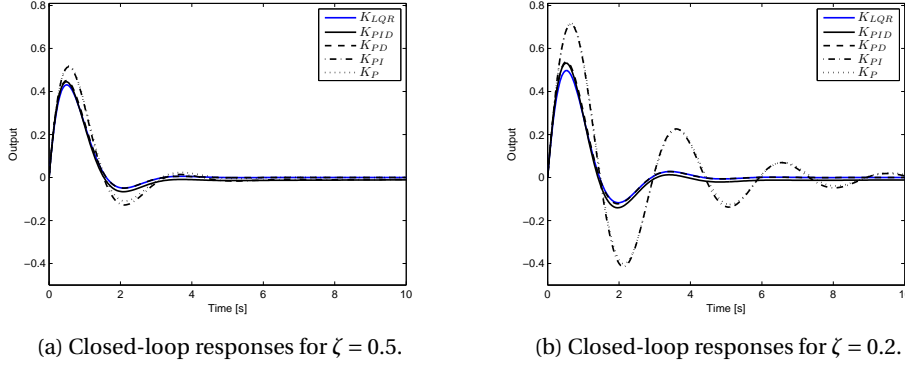 0.8
0.6
0.4
0.2
0
−0.2
−0.4
Output
0 2 4 6 8 10
Time [s]
K_LQR
K_PID
K_PD
K_PI
K_P
(a) Closed-loop responses for ζ = 0.5.
0.8
0.6
0.4
0.2
0
−0.2
−0.4
Output
0 2 4 6 8 10
Time [s]
K_LQR
K_PID
K_PD
K_PI
K_P
(b) Closed-loop responses for ζ = 0.2.